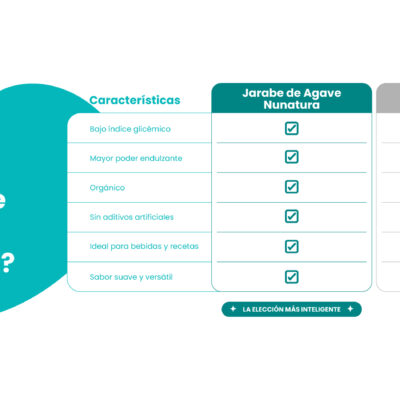 e
?
Características
Jarabe de Agave
Nunatura
Bajo índice glicémico
Mayor poder endulzante
Orgánico
Sin aditivos artificiales
Ideal para bebidas y recetas
Sabor suave y versátil
LA ELECCIÓN MÁS INTELIGENTE